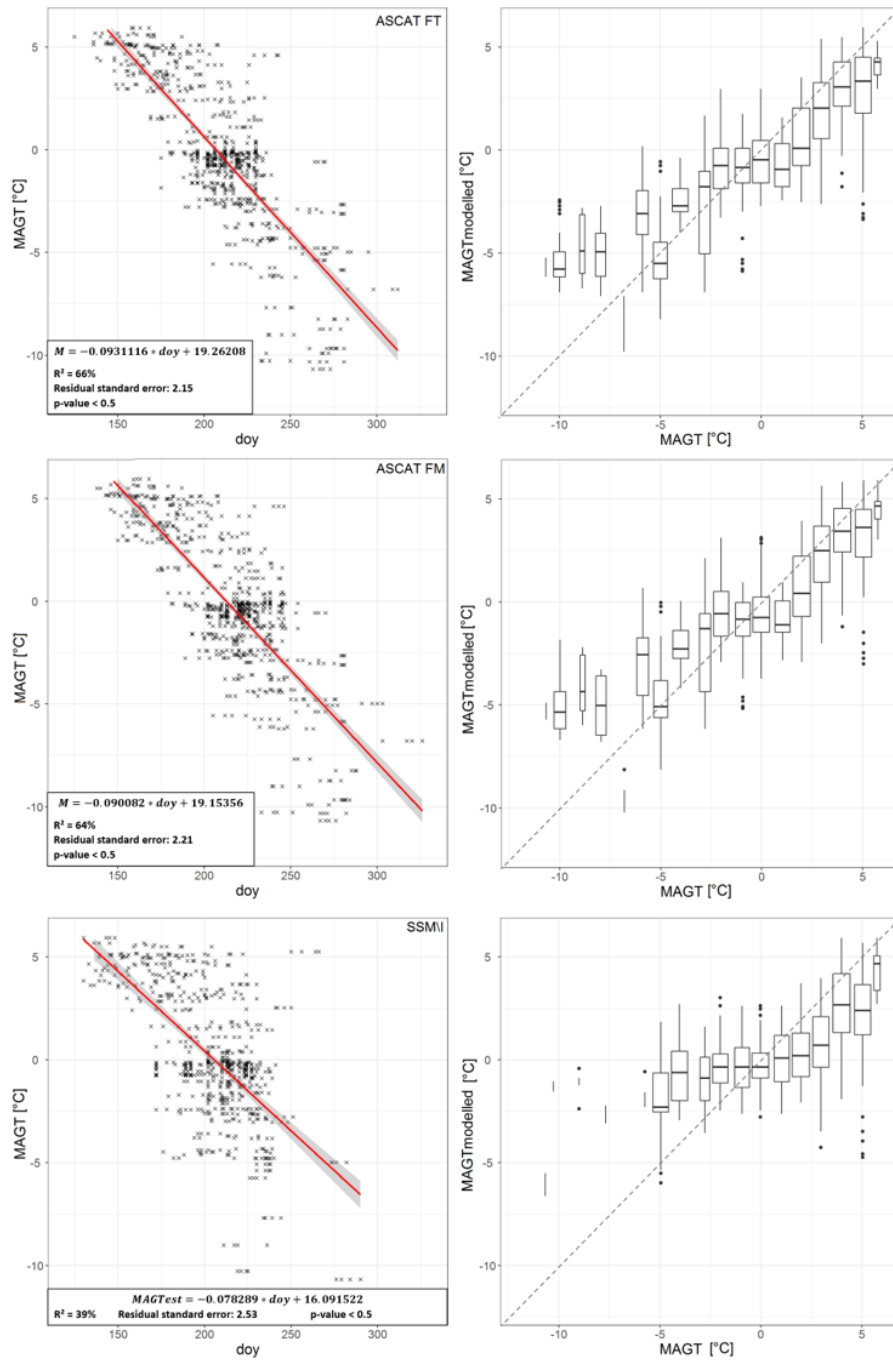 ASCAT FT
5
0
-5
-10
MAGT [°C]
M = −0.0931116 ∗ doy + 19.26208
R² = 66%
Residual standard error: 2.15
p-value < 0.5
150 200 250 300
doy
5
0
-5
-10
MAGTmodelled [°C]
-10 -5 0 5
MAGT [°C]
ASCAT FM
5
0
-5
-10
MAGT [°C]
M = −0.090082 ∗ doy + 19.15356
R² = 64%
Residual standard error: 2.21
p-value < 0.5
150 200 250 300
doy
5
0
-5
-10
MAGTmodelled [°C]
-10 -5 0 5
MAGT [°C]
SSM\I
5
0
-5
-10
MAGT [°C]
MAGTest = −0.078289 ∗ doy + 16.091522
R² = 39% Residual standard error: 2.53 p-value < 0.5
150 200 250 300
doy
5
0
-5
-10
MAGTmodelled [°C]
-10 -5 0 5
MAGT [°C]